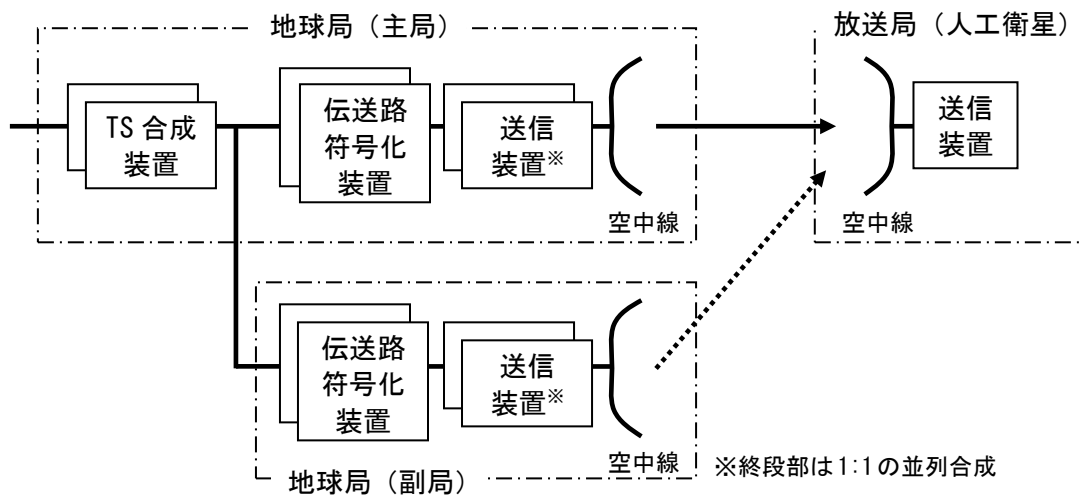 地球局（主局）
放送局（人工衛星）
TS 合成
装置
伝送路
符号化
装置
送信
装置※
空中線
空中線
送信
装置
伝送路
符号化
装置
送信
装置※
空中線
※終段部は1:1の並列合成
地球局（副局）